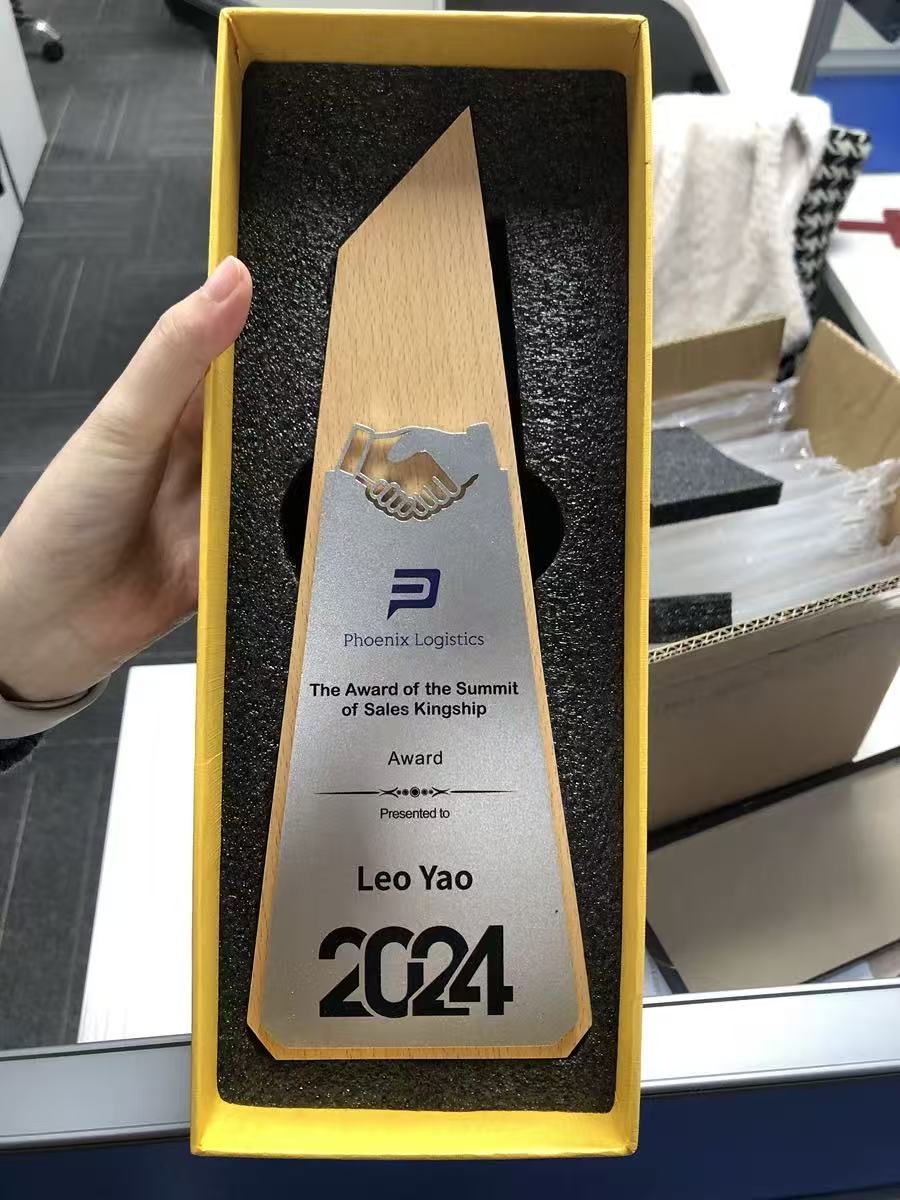 Phoenix Logistics
The Award of the Summit
of Sales Kingship
Award
Presented to
Leo Yao
2024